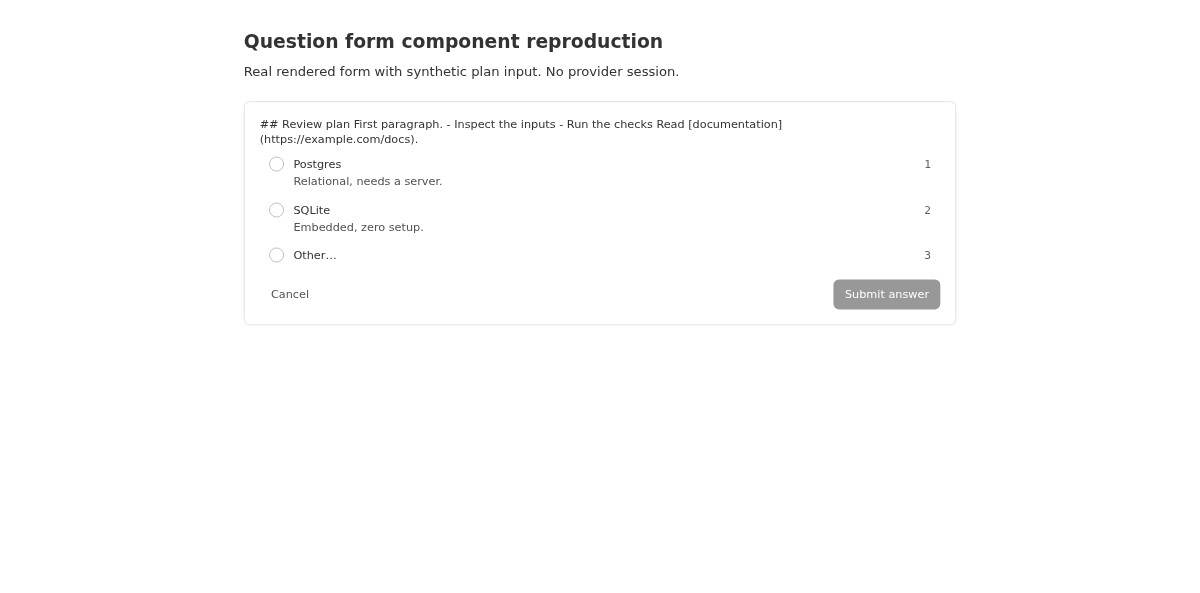 Question form component reproduction
Real rendered form with synthetic plan input. No provider session.
## Review plan First paragraph. - Inspect the inputs - Run the checks Read [documentation]
(https://example.com/docs).
Postgres 1
Relational, needs a server.
SQLite 2
Embedded, zero setup.
Other… 3
Cancel Submit answer